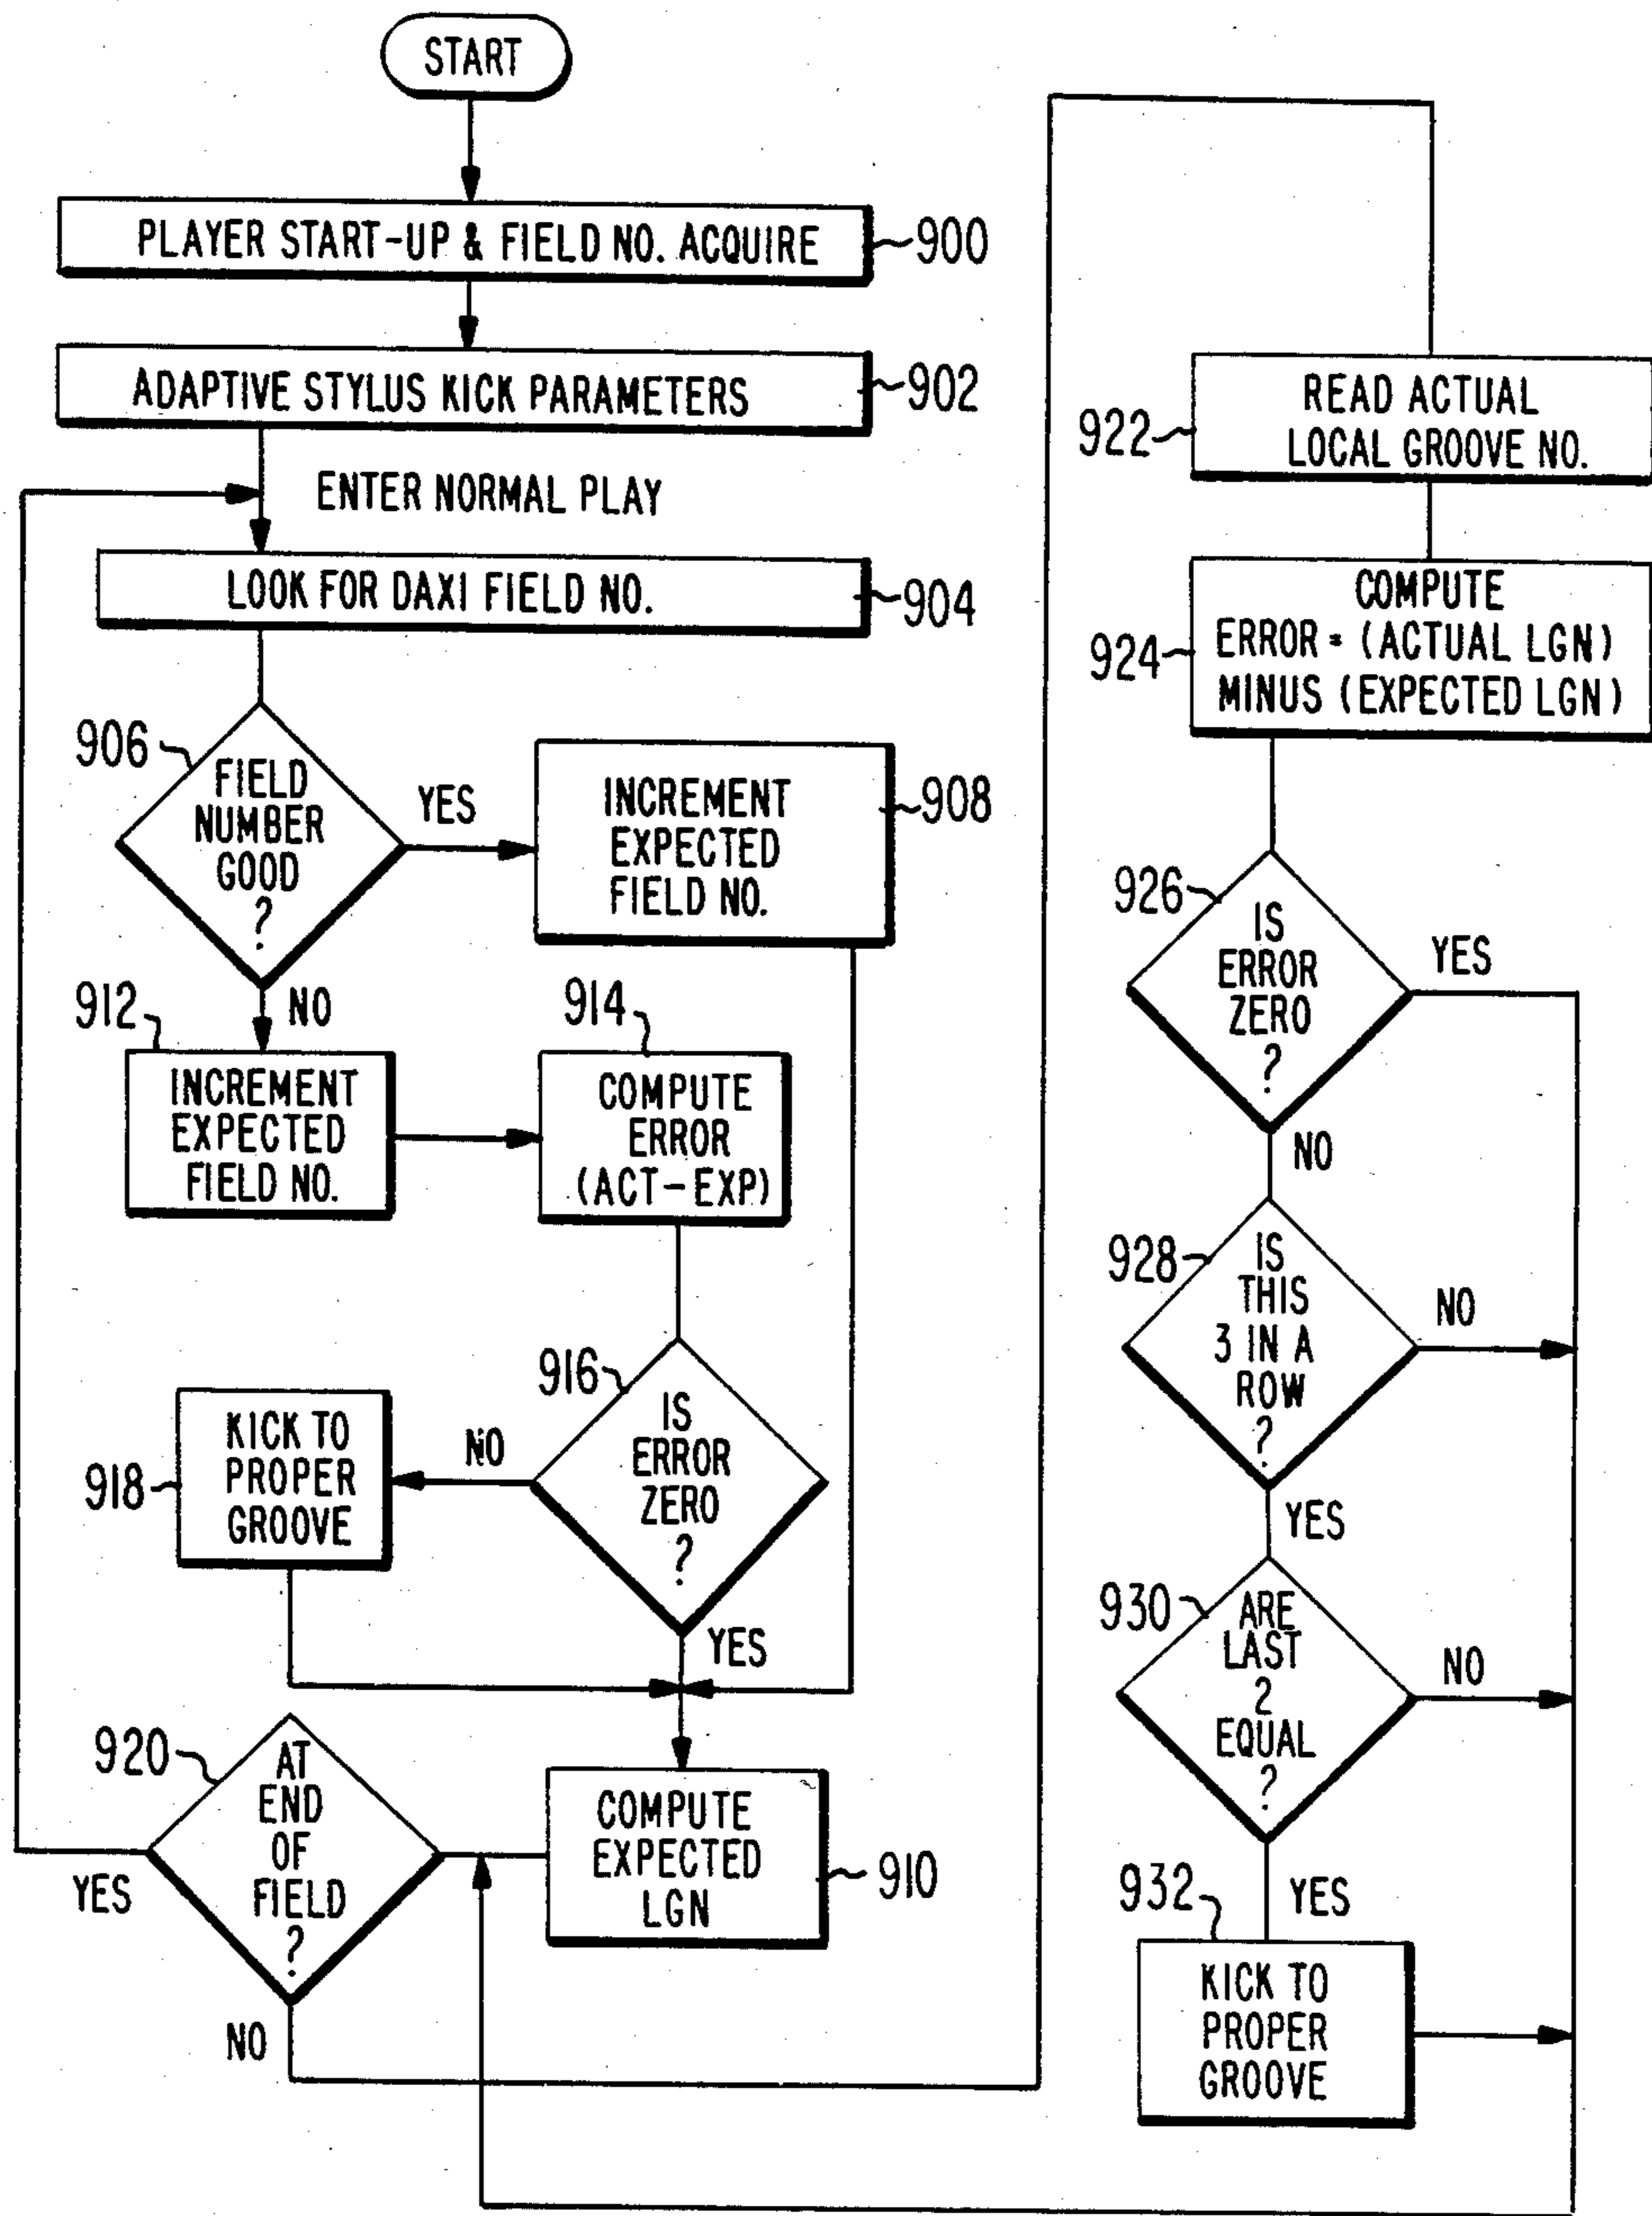 START
PLAYER START-UP & FIELD NO. ACQUIRE
900
ADAPTIVE STYLUS KICK PARAMETERS
902
ENTER NORMAL PLAY
LOOK FOR DAXI FIELD NO.
904
906
FIELD
NUMBER
GOOD
?
YES
INCREMENT
EXPECTED
FIELD NO.
908
NO
912
INCREMENT
EXPECTED
FIELD NO.
914
COMPUTE
ERROR
(ACT-EXP)
916
IS
ERROR
ZERO
?
NO
918
KICK TO
PROPER
GROOVE
YES
920
AT
END
OF
FIELD
?
YES
NO
COMPUTE
EXPECTED
LGN
910
922
READ ACTUAL
LOCAL GROOVE NO.
924
COMPUTE
ERROR = (ACTUAL LGN)
MINUS (EXPECTED LGN)
926
IS
ERROR
ZERO
?
YES
NO
928
IS
THIS
3 IN A
ROW
?
NO
YES
930
ARE
LAST
2
EQUAL
?
NO
YES
932
KICK TO
PROPER
GROOVE